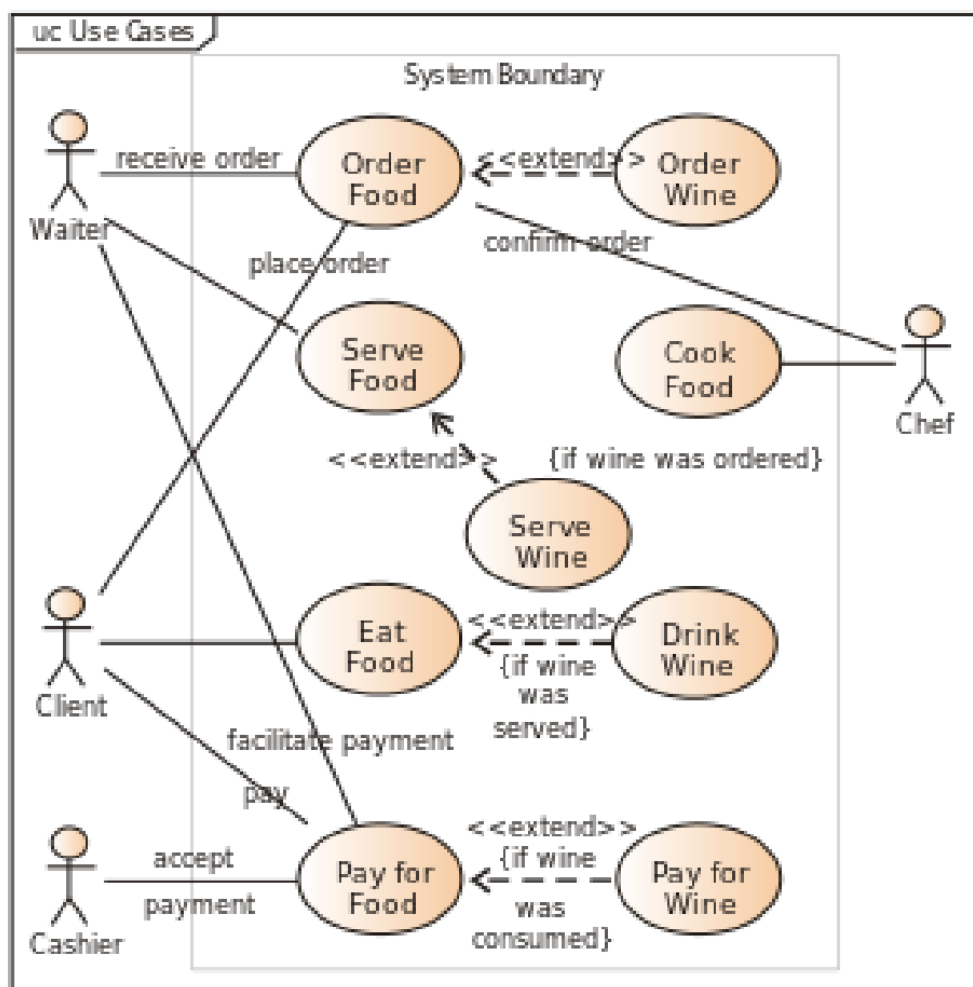 uc Use Cases
System Boundary
receive order
Order
Food
<<extend>>
Order
Wine
Waiter
confirm order
place order
Serve
Food
Cook
Food
Chef
<<extend>>
{if wine was ordered}
Serve
Wine
Client
Eat
Food
<<extend>>
{if wine
was
served}
Drink
Wine
facilitate payment
pay
Cashier
accept
payment
Pay for
Food
<<extend>>
{if wine
was
consumed}
Pay for
Wine